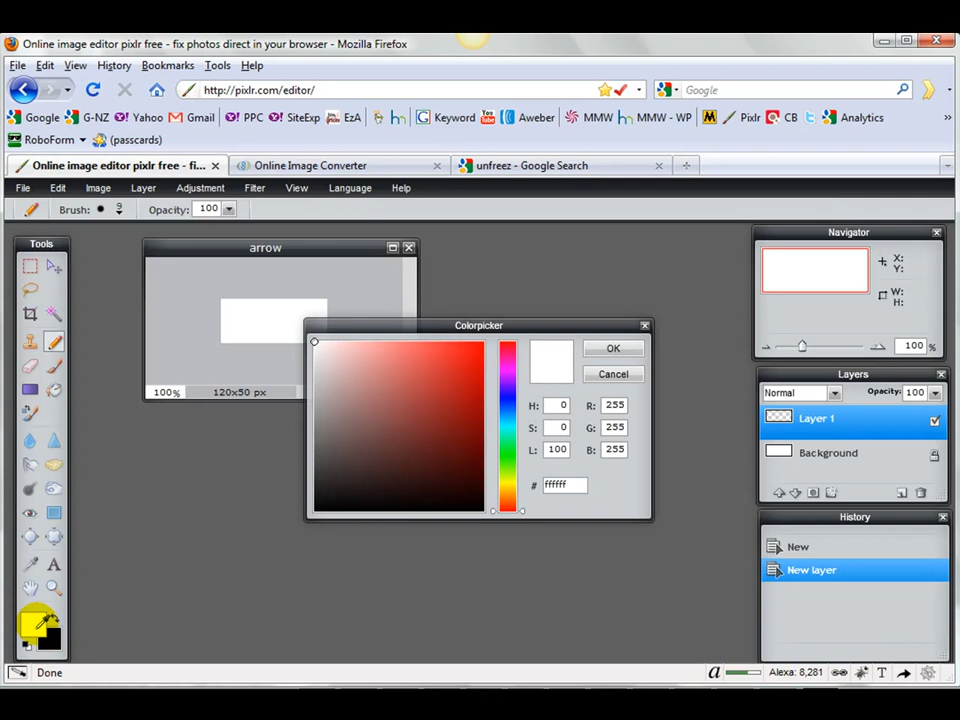 Online image editor pixlr free - fix photos direct in your browser - Mozilla Firefox
File Edit View History Bookmarks Tools Help
http://pixlr.com/editor/ Google
Google G-NZ Yahoo Gmail PPC SiteExp EzA hn Keyword You Tube Aweber MMW MMW - WP Pixlr CB Analytics »
RoboForm (passcards)
Online image editor pixlr free - fi... Online Image Converter unfreez - Google Search
File Edit Image Layer Adjustment Filter View Language Help
Brush: 9 Opacity: 100
Tools
arrow
100% 120x50 px
Colorpicker
OK
Cancel
H: 0 R: 255
S: 0 G: 255
L: 100 B: 255
# ffffff
Navigator
X:
Y:
W:
H:
100 %
Layers
Normal Opacity: 100
Layer 1
Background
History
New
New layer
Done
a Alexa: 8,281 T